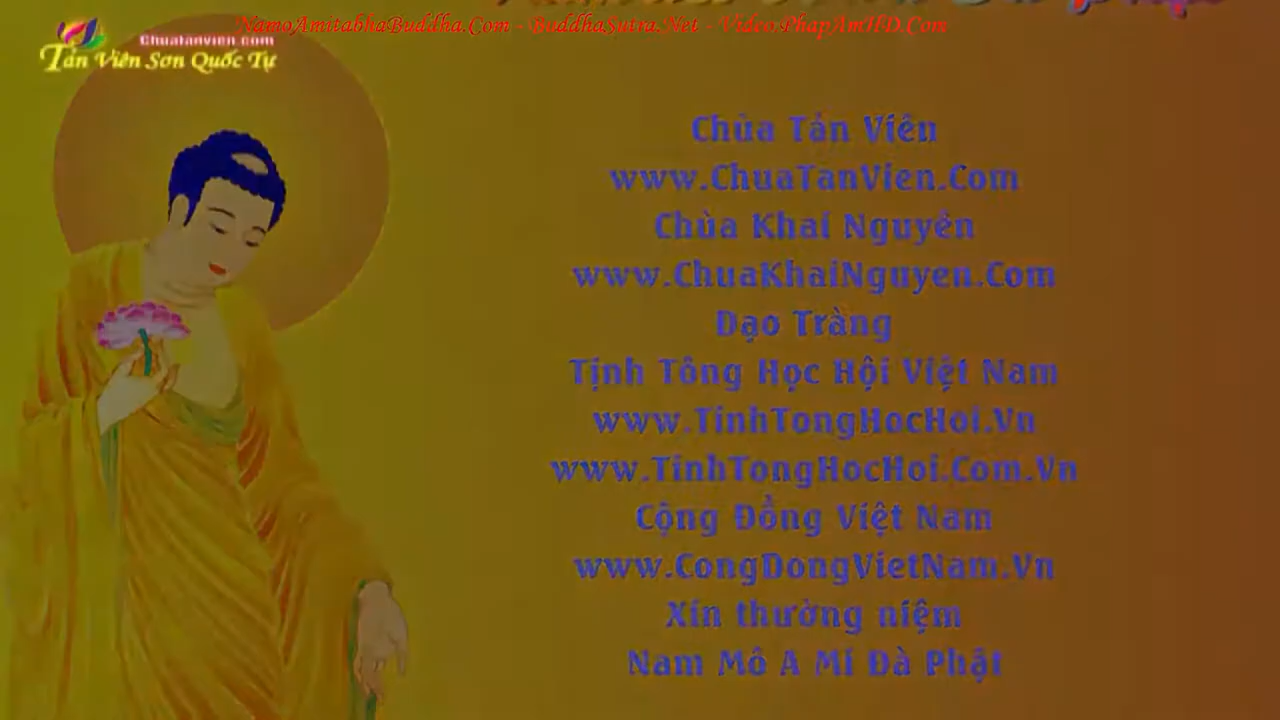 NamoAmitabhaBuddha.Com - BuddhaSutra.Net - Video.PhapAmHD.Com
Chuatanvien.com
Tản Viên Sơn Quốc Tự
Chùa Tản Viên
www.ChuaTanVien.Com
Chùa Khai Nguyên
www.ChuaKhaiNguyen.Com
Đạo Tràng
Tịnh Tông Học Hội Việt Nam
www.TinhTongHocHoi.Vn
www.TinhTongHocHoi.Com.Vn
Cộng Đồng Việt Nam
www.CongDongVietNam.Vn
Xin thường niệm
Nam Mô A Mi Đà Phật